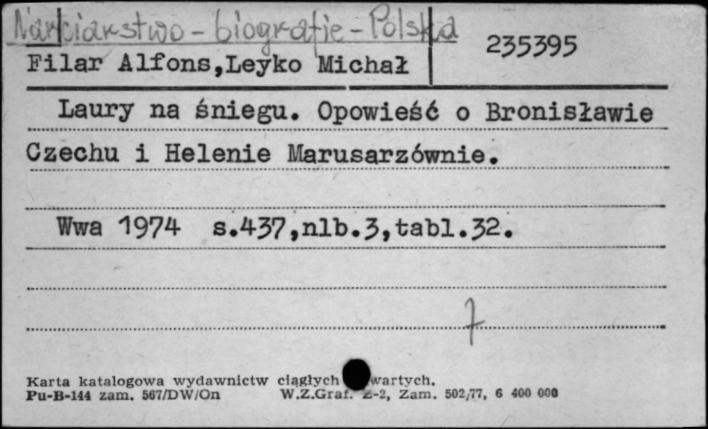 Narciarstwo - biografie - Polska
235395
Filar Alfons,Leyko Michał
Laury na śniegu. Opowieść o Bronisławie
Czechu i Helenie Marusarzównie.
Wwa 1974 s.437,nlb.3,tabl.32.
7
Karta katalogowa wydawnictw ciągłych wartych.
Pu-B-144 zam. 567/DW/On W.Z.Graf. Z-2, Zam. 502/77, 6 400 000